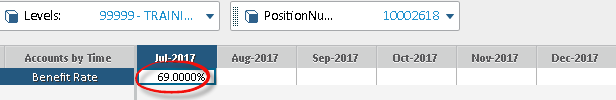 Levels: 99999 - TRAINI... PositionNu... 10002618
Accounts by Time Jul-2017 Aug-2017 Sep-2017 Oct-2017 Nov-2017 Dec-2017
Benefit Rate 69.0000%